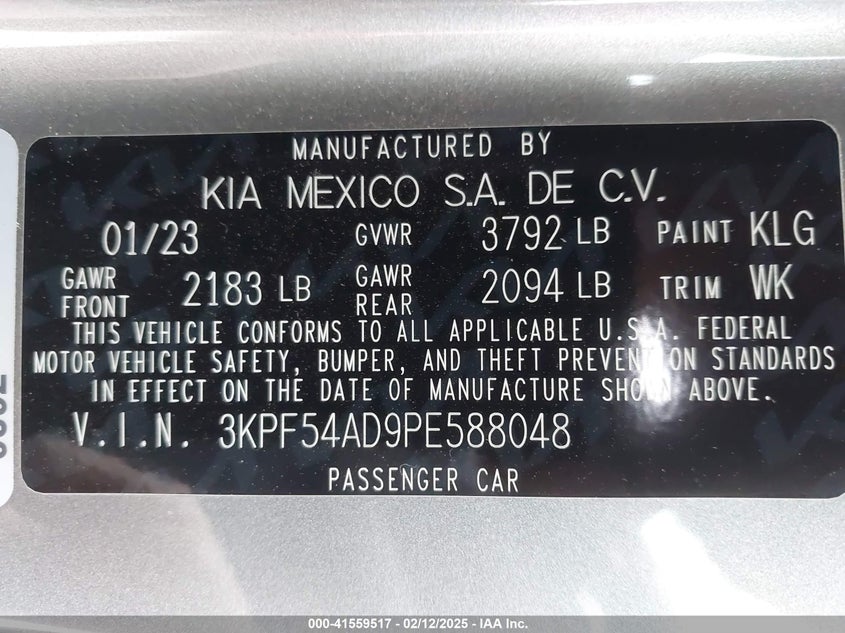 MANUFACTURED BY
KIA MEXICO S.A. DE C.V.
01/23 GVWR 3792 LB PAINT KLG
GAWR FRONT 2183 LB GAWR REAR 2094 LB TRIM WK
THIS VEHICLE CONFORMS TO ALL APPLICABLE U.S.A. FEDERAL
MOTOR VEHICLE SAFETY, BUMPER, AND THEFT PREVENTION STANDARDS
IN EFFECT ON THE DATE OF MANUFACTURE SHOWN ABOVE.
V.I.N. 3KPF54AD9PE588048
PASSENGER CAR
000-41559517 - 02/12/2025 - IAA Inc.